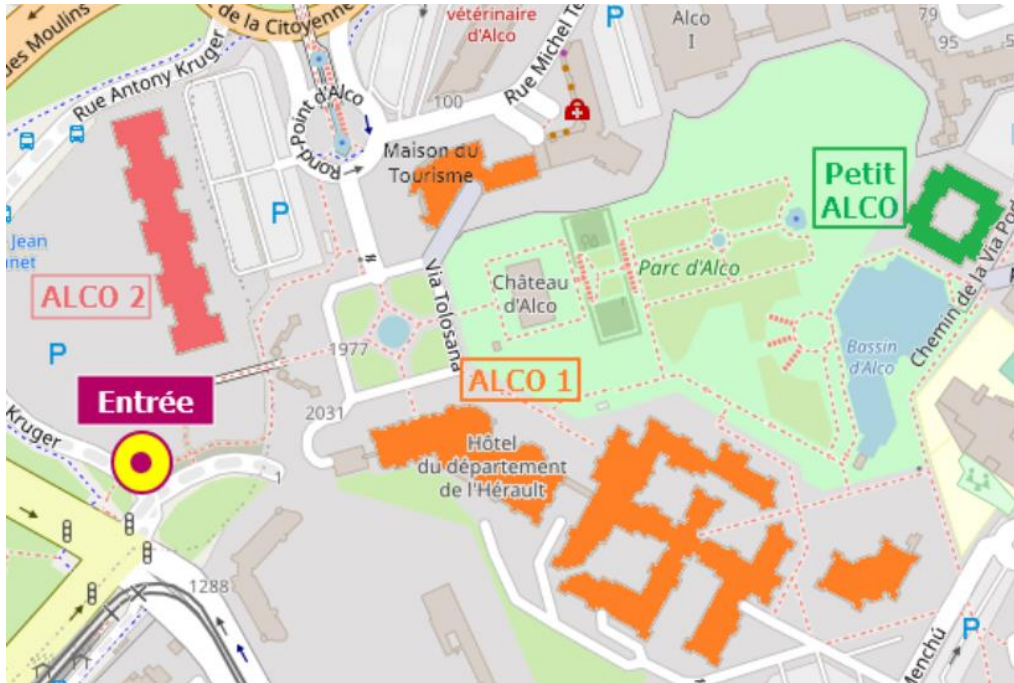 des Moulins
de la Citoyenne
vétérinaire
d'Alco
P
Alco
I
79
95
5
Rue Antony Kruger
Rond-Point d'Alco
100
Rue Michel Te
Maison du
Tourisme
Petit
ALCO
P
Jean
net
ALCO 2
Via Tolosana
Château
d'Alco
Parc d'Alco
Chemin de la Via Pod
P
1977
Bassin
d'Alco
ALCO 1
Entrée
2031
Kruger
Hôtel
du département
de l'Hérault
1288
P
Menchú